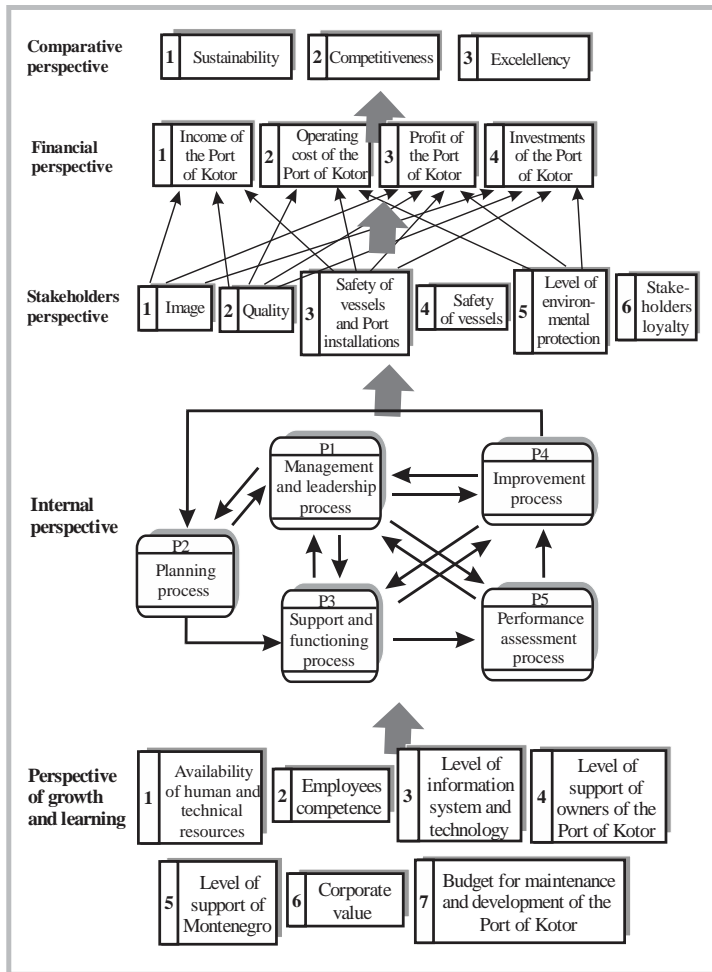 Comparative
perspective
1 Sustainability
2 Competitiveness
3 Excelellency
Financial
perspective
1 Income of
the Port
of Kotor
2 Operating
cost of the
Port of Kotor
3 Profit of
the Port
of Kotor
4 Investments
of the Port
of Kotor
Stakeholders
perspective
1 Image
2 Quality
3 Safety of
vessels
and Port
installations
4 Safety
of vessels
5 Level of
environ-
mental
protection
6 Stake-
holders
loyalty
Internal
perspective
P1
Management
and leadership
process
P4
Improvement
process
P2
Planning
process
P3
Support and
functioning
process
P5
Performance
assessment
process
Perspective
of growth
and learning
1 Availability
of human and
technical
resources
2 Employees
competence
3 Level of
information
system and
technology
4 Level of
support of
owners of the
Port of Kotor
5 Level of
support of
Montenegro
6 Corporate
value
7 Budget for maintenance
and development of the
Port of Kotor